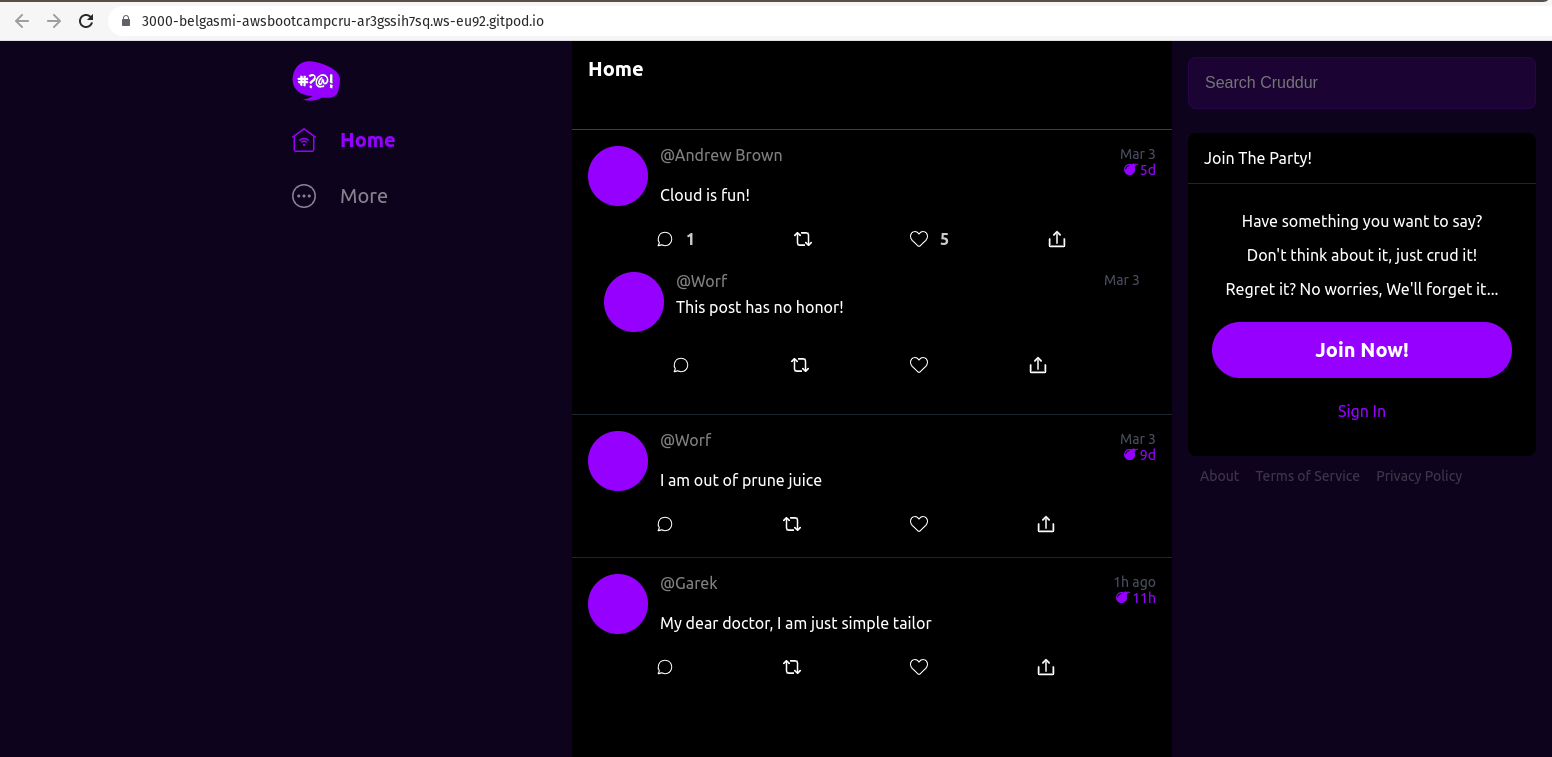 3000-belgasmi-awsbootcampcru-ar3gssih7sq.ws-eu92.gitpod.io
#?@!
Home
More
Home
@Andrew Brown
Mar 3
5d
Cloud is fun!
1
5
@Worf
Mar 3
This post has no honor!
@Worf
Mar 3
9d
I am out of prune juice
@Garek
1h ago
11h
My dear doctor, I am just simple tailor
Search Cruddur
Join The Party!
Have something you want to say?
Don't think about it, just crud it!
Regret it? No worries, We'll forget it...
Join Now!
Sign In
About Terms of Service Privacy Policy